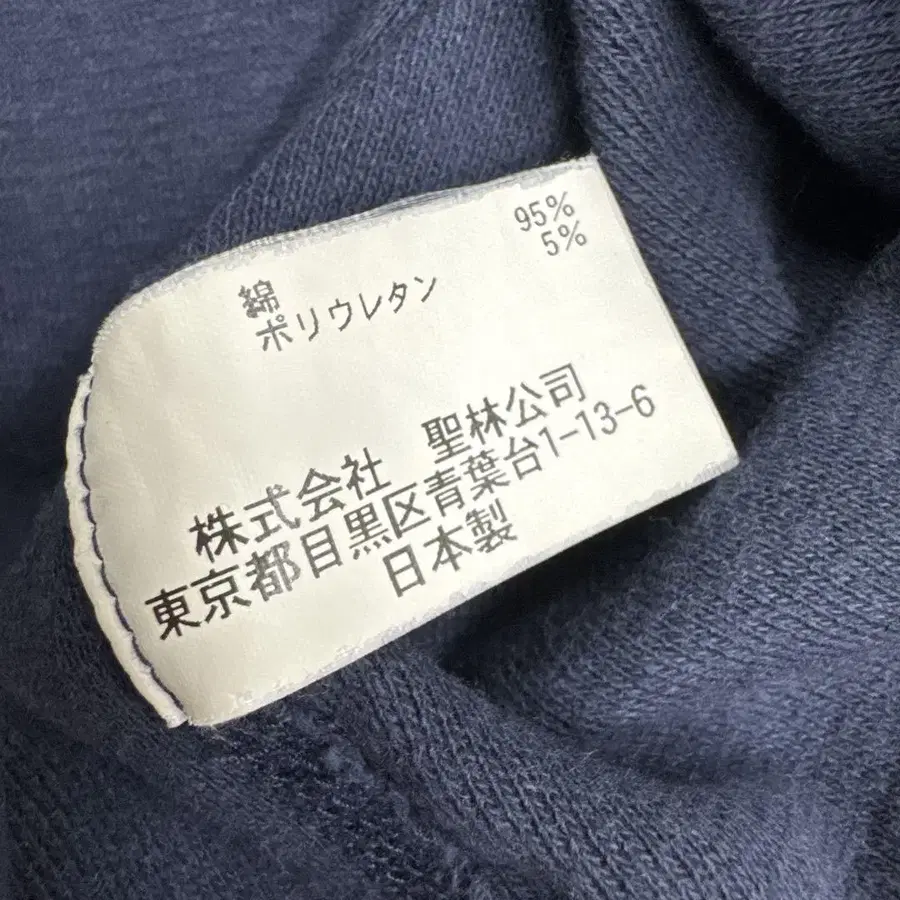 綿 95%
ポリウレタン 5%
株式会社 聖林公司
東京都目黒区青葉台1-13-6
日本製